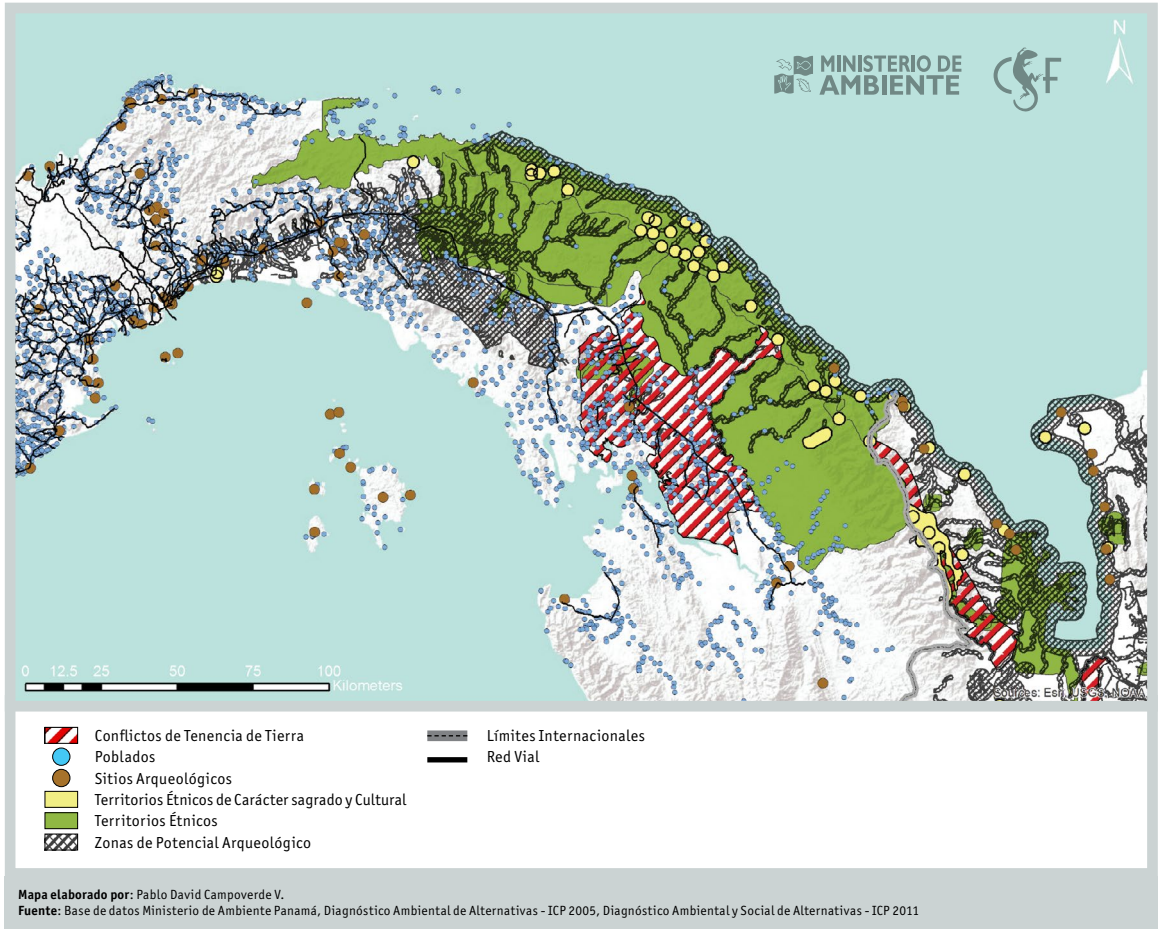 N
MINISTERIO DE
AMBIENTE
CSF
0 12.5 25 50 75 100
Kilometers
Sources: Esri, USGS, NOAA
Conflictos de Tenencia de Tierra
Poblados
Sitios Arqueológicos
Territorios Étnicos de Carácter sagrado y Cultural
Territorios Étnicos
Zonas de Potencial Arqueológico
Límites Internacionales
Red Vial
Mapa elaborado por: Pablo David Campoverde V.
Fuente: Base de datos Ministerio de Ambiente Panamá, Diagnóstico Ambiental de Alternativas - ICP 2005, Diagnóstico Ambiental y Social de Alternativas - ICP 2011